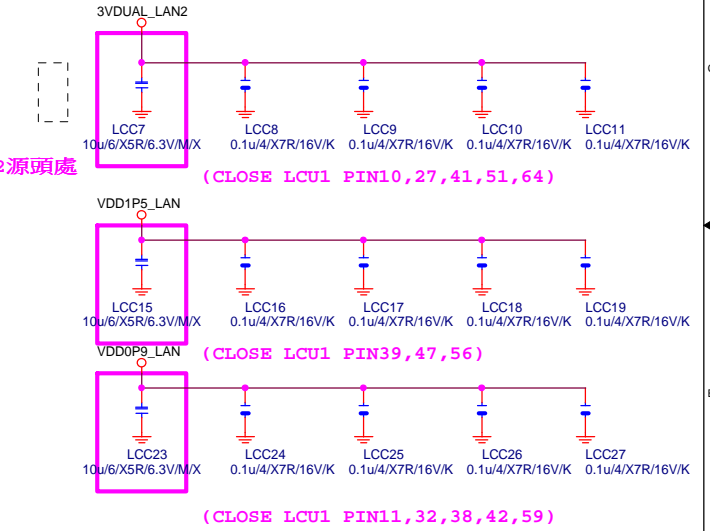 3VDUAL_LAN2
LCC7 LCC8 LCC9 LCC10 LCC11
10u/6/X5R/6.3V/M/X 0.1u/4/X7R/16V/K 0.1u/4/X7R/16V/K 0.1u/4/X7R/16V/K 0.1u/4/X7R/16V/K
源頭處
(CLOSE LCU1 PIN10,27,41,51,64)
VDD1P5_LAN
LCC15 LCC16 LCC17 LCC18 LCC19
10u/6/X5R/6.3V/M/X 0.1u/4/X7R/16V/K 0.1u/4/X7R/16V/K 0.1u/4/X7R/16V/K 0.1u/4/X7R/16V/K
(CLOSE LCU1 PIN39,47,56)
VDD0P9_LAN
LCC23 LCC24 LCC25 LCC26 LCC27
10u/6/X5R/6.3V/M/X 0.1u/4/X7R/16V/K 0.1u/4/X7R/16V/K 0.1u/4/X7R/16V/K 0.1u/4/X7R/16V/K
(CLOSE LCU1 PIN11,32,38,42,59)